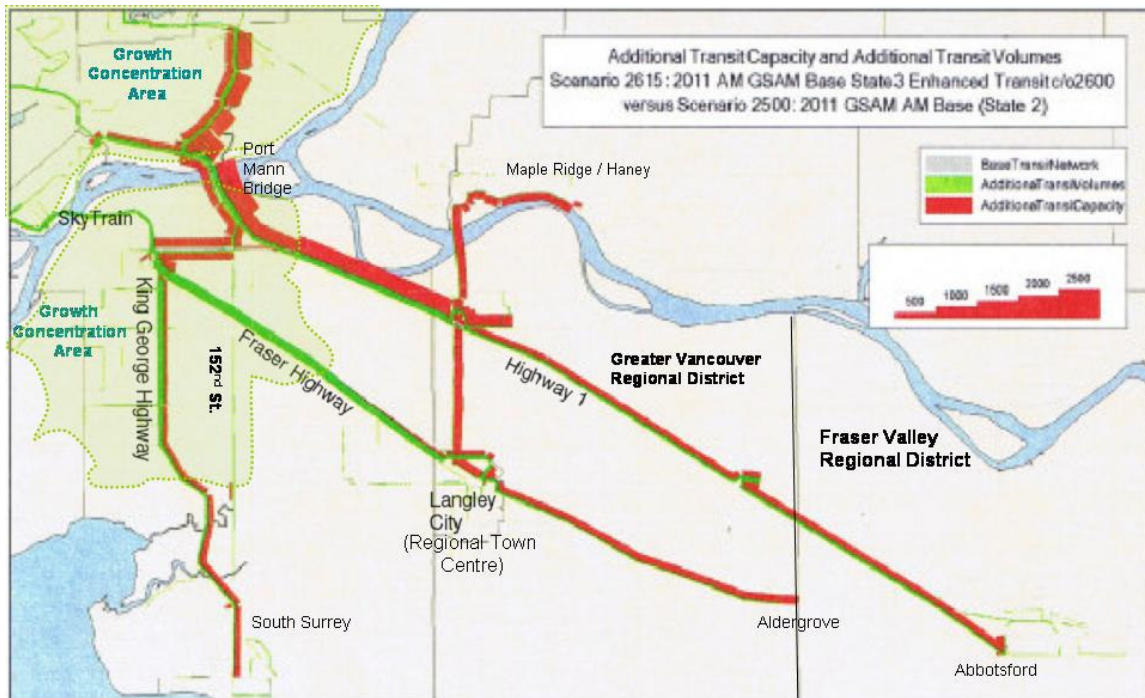 Growth
Concentration
Area
Additional Transit Capacity and Additional Transit Volumes
Scenario 2615: 2011 AM GSAM Base State3 Enhanced Transit c/o2600
versus Scenario 2500: 2011 GSAM AM Base (State 2)
Port
Mann
Bridge
Maple Ridge / Haney
BaseTransitNetwork
AdditionalTransitVolumes
AdditionalTransitCapacity
SkyTrain
500 1000 1500 2000 2500
Growth
Concentration
Area
King George Highway
152nd St.
Fraser Highway
Highway 1
Greater Vancouver
Regional District
Fraser Valley
Regional District
Langley
City
(Regional Town
Centre)
South Surrey
Aldergrove
Abbotsford